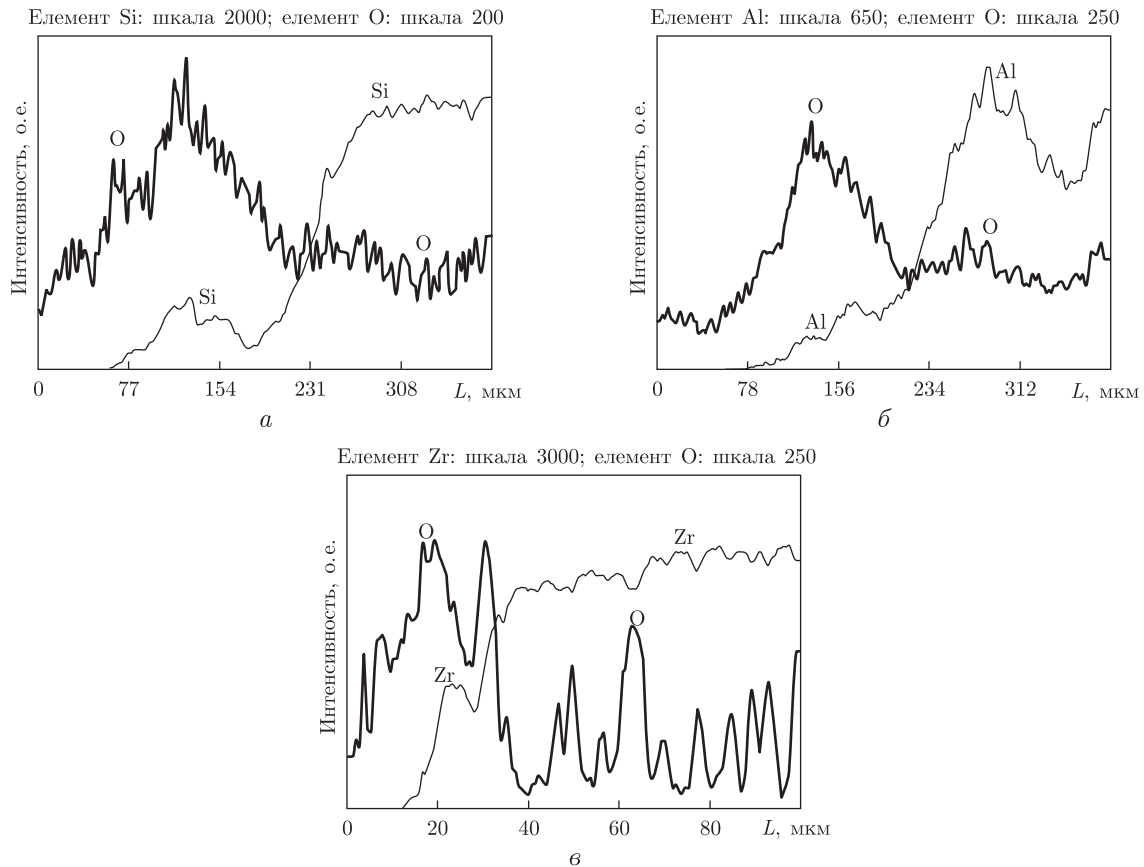 Елемент Si: шкала 2000; елемент O: шкала 200
Интенсивность, о.е.
O
Si
Si
O
0 77 154 231 308 L, мкм
а
Елемент Al: шкала 650; елемент O: шкала 250
Интенсивность, о.е.
Al
O
O
Al
0 78 156 234 312 L, мкм
б
Елемент Zr: шкала 3000; елемент O: шкала 250
Интенсивность, о.е.
O
Zr
O
Zr
0 20 40 60 80 L, мкм
в